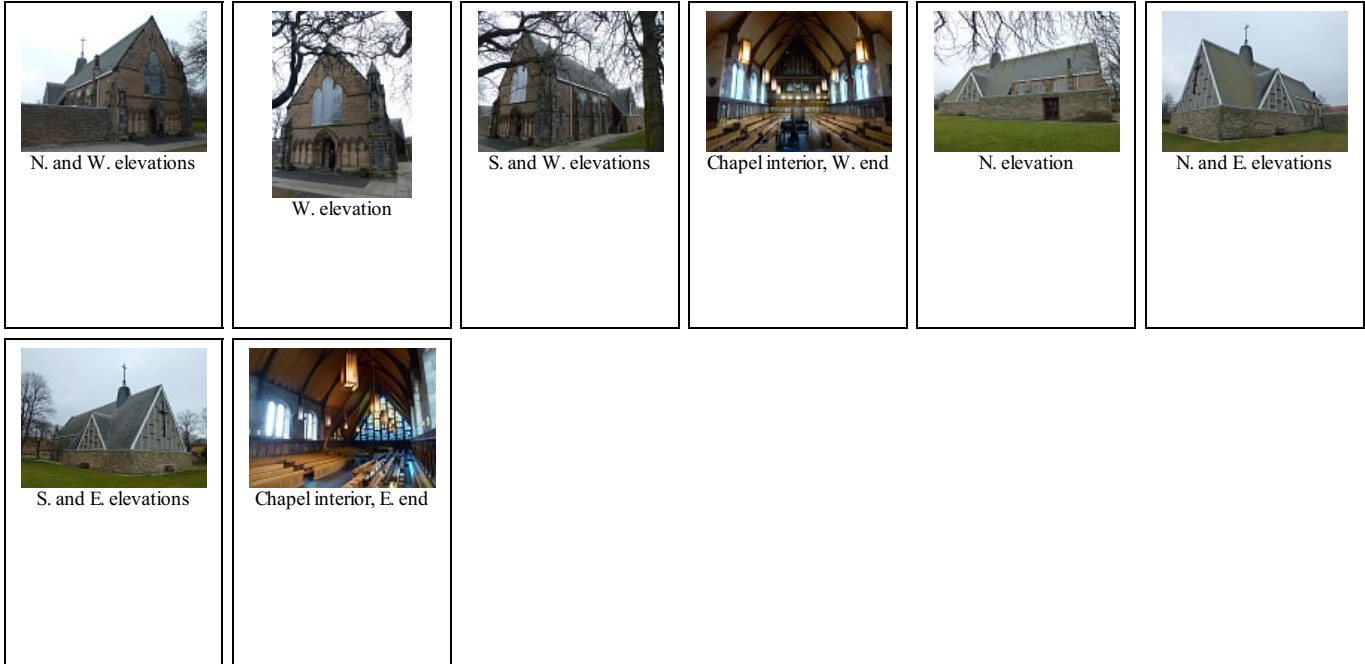 N. and W. elevations
W. elevation
S. and W. elevations
Chapel interior, W. end
N. elevation
N. and E. elevations
S. and E. elevations
Chapel interior, E. end